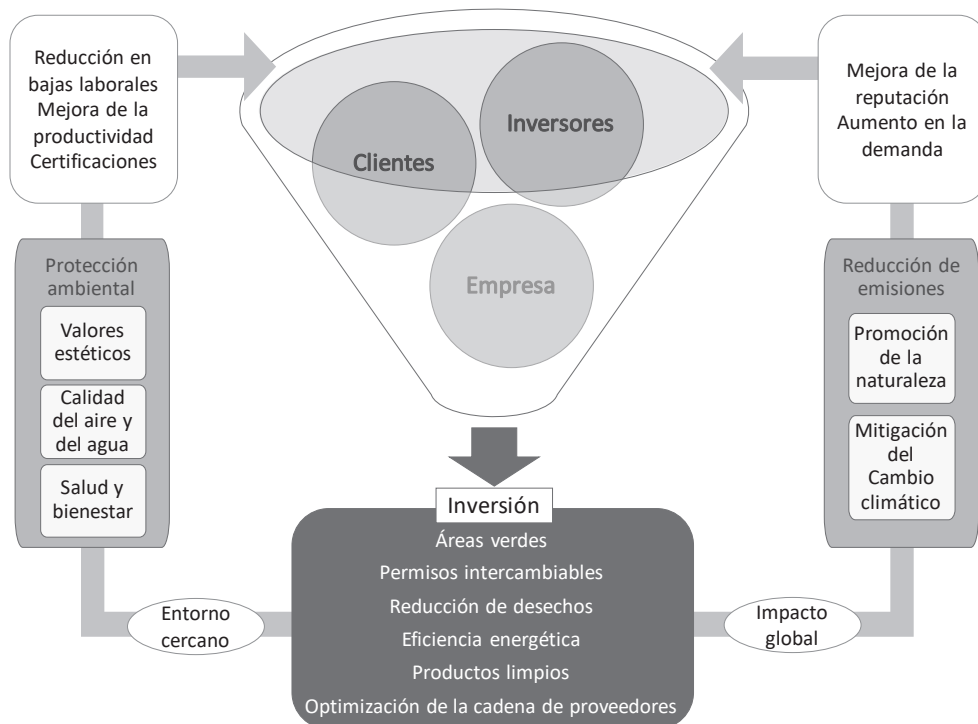 Reducción en
bajas laborales
Mejora de la
productividad
Certificaciones
Clientes
Inversores
Empresa
Mejora de la
reputación
Aumento en la
demanda
Protección
ambiental
Valores
estéticos
Calidad
del aire y
del agua
Salud y
bienestar
Reducción de
emisiones
Promoción
de la
naturaleza
Mitigación
del
Cambio
climático
Inversión
Áreas verdes
Permisos intercambiables
Reducción de desechos
Eficiencia energética
Productos limpios
Optimización de la cadena de proveedores
Entorno
cercano
Impacto
global